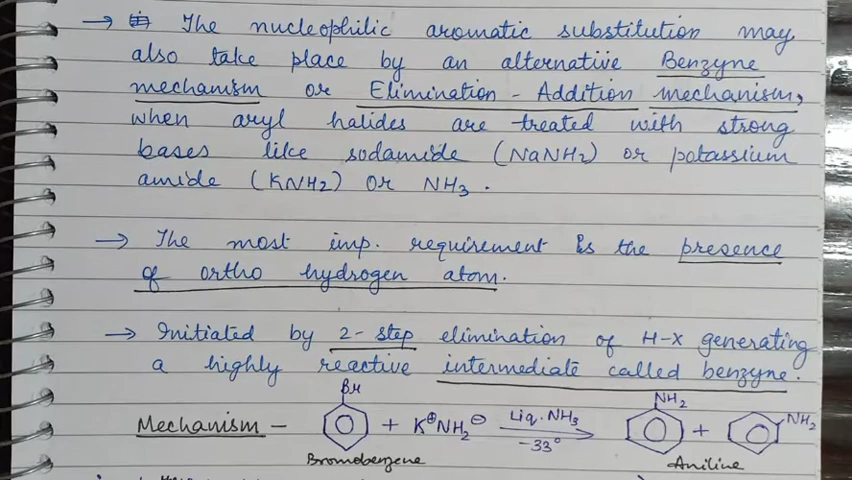 → The nucleophilic aromatic substitution may
also take place by an alternative Benzyne
mechanism or Elimination - Addition mechanism,
when aryl halides are treated with strong
bases like sodamide (NaNH2) or potassium
amide (KNH2) or NH3.
→ The most imp. requirement is the presence
of ortho hydrogen atom.
→ Initiated by 2-step elimination of H-X generating
a highly reactive intermediate called benzyne.
Br NH2
Mechanism - + K⊕NH2⊖ Liq. NH3 -33° + NH2
Bromobenzene Aniline